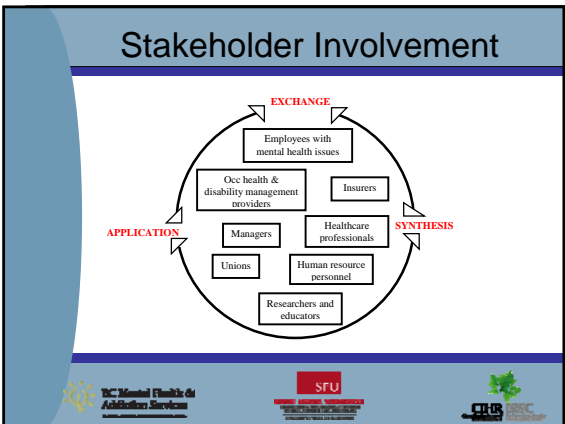 Stakeholder Involvement
EXCHANGE
Employees with
mental health issues
Occ health &
disability management
providers
Insurers
APPLICATION
Managers
Healthcare
professionals
SYNTHESIS
Unions
Human resource
personnel
Researchers and
educators
BC Mental Health &
Addiction Services
sfu
CIHR IRSC